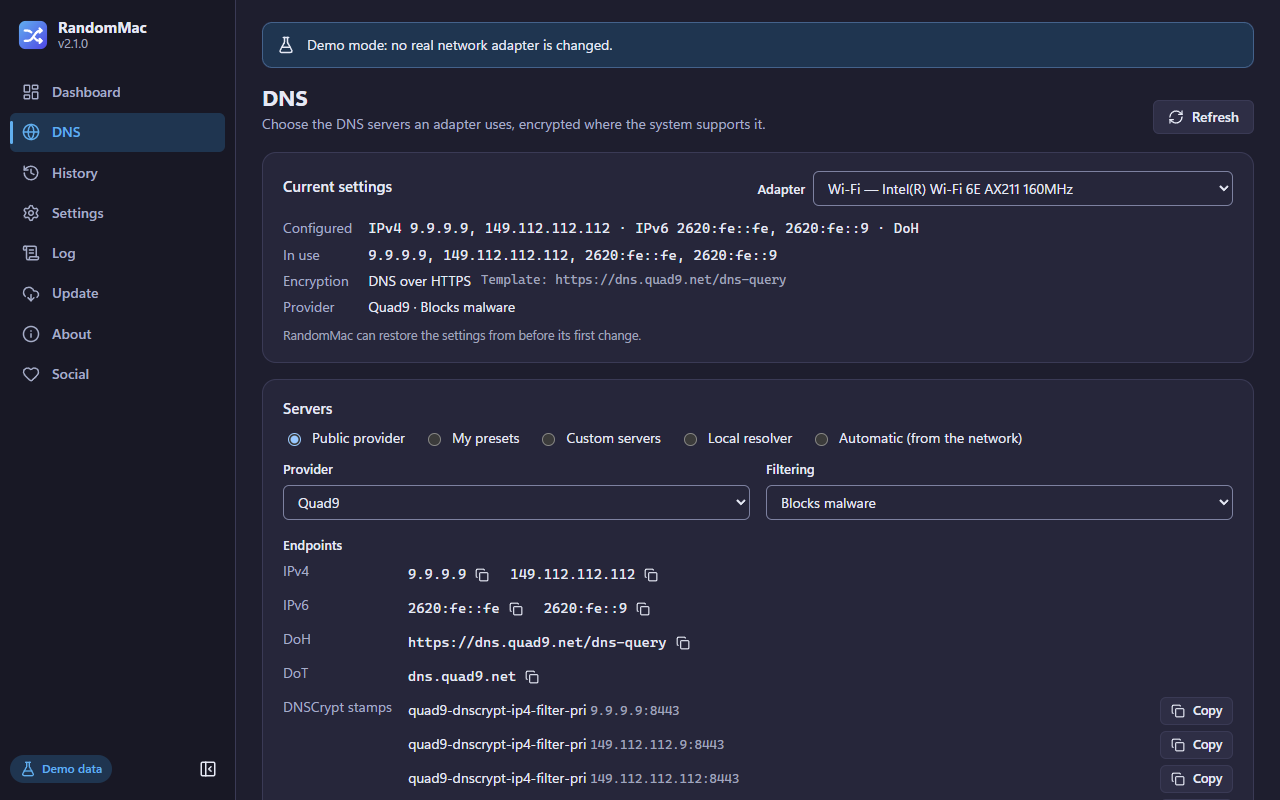 RandomMac
v2.1.0
Dashboard
DNS
History
Settings
Log
Update
About
Social
Demo data
Demo mode: no real network adapter is changed.
DNS
Choose the DNS servers an adapter uses, encrypted where the system supports it.
Refresh
Current settings
Adapter Wi-Fi — Intel(R) Wi-Fi 6E AX211 160MHz
Configured IPv4 9.9.9.9, 149.112.112.112 · IPv6 2620:fe::fe, 2620:fe::9 · DoH
In use 9.9.9.9, 149.112.112.112, 2620:fe::fe, 2620:fe::9
Encryption DNS over HTTPS Template: https://dns.quad9.net/dns-query
Provider Quad9 · Blocks malware
RandomMac can restore the settings from before its first change.
Servers
Public provider My presets Custom servers Local resolver Automatic (from the network)
Provider Filtering
Quad9 Blocks malware
Endpoints
IPv4 9.9.9.9 149.112.112.112
IPv6 2620:fe::fe 2620:fe::9
DoH https://dns.quad9.net/dns-query
DoT dns.quad9.net
DNSCrypt stamps quad9-dnscrypt-ip4-filter-pri 9.9.9.9:8443 Copy
quad9-dnscrypt-ip4-filter-pri 149.112.112.9:8443 Copy
quad9-dnscrypt-ip4-filter-pri 149.112.112.112:8443 Copy